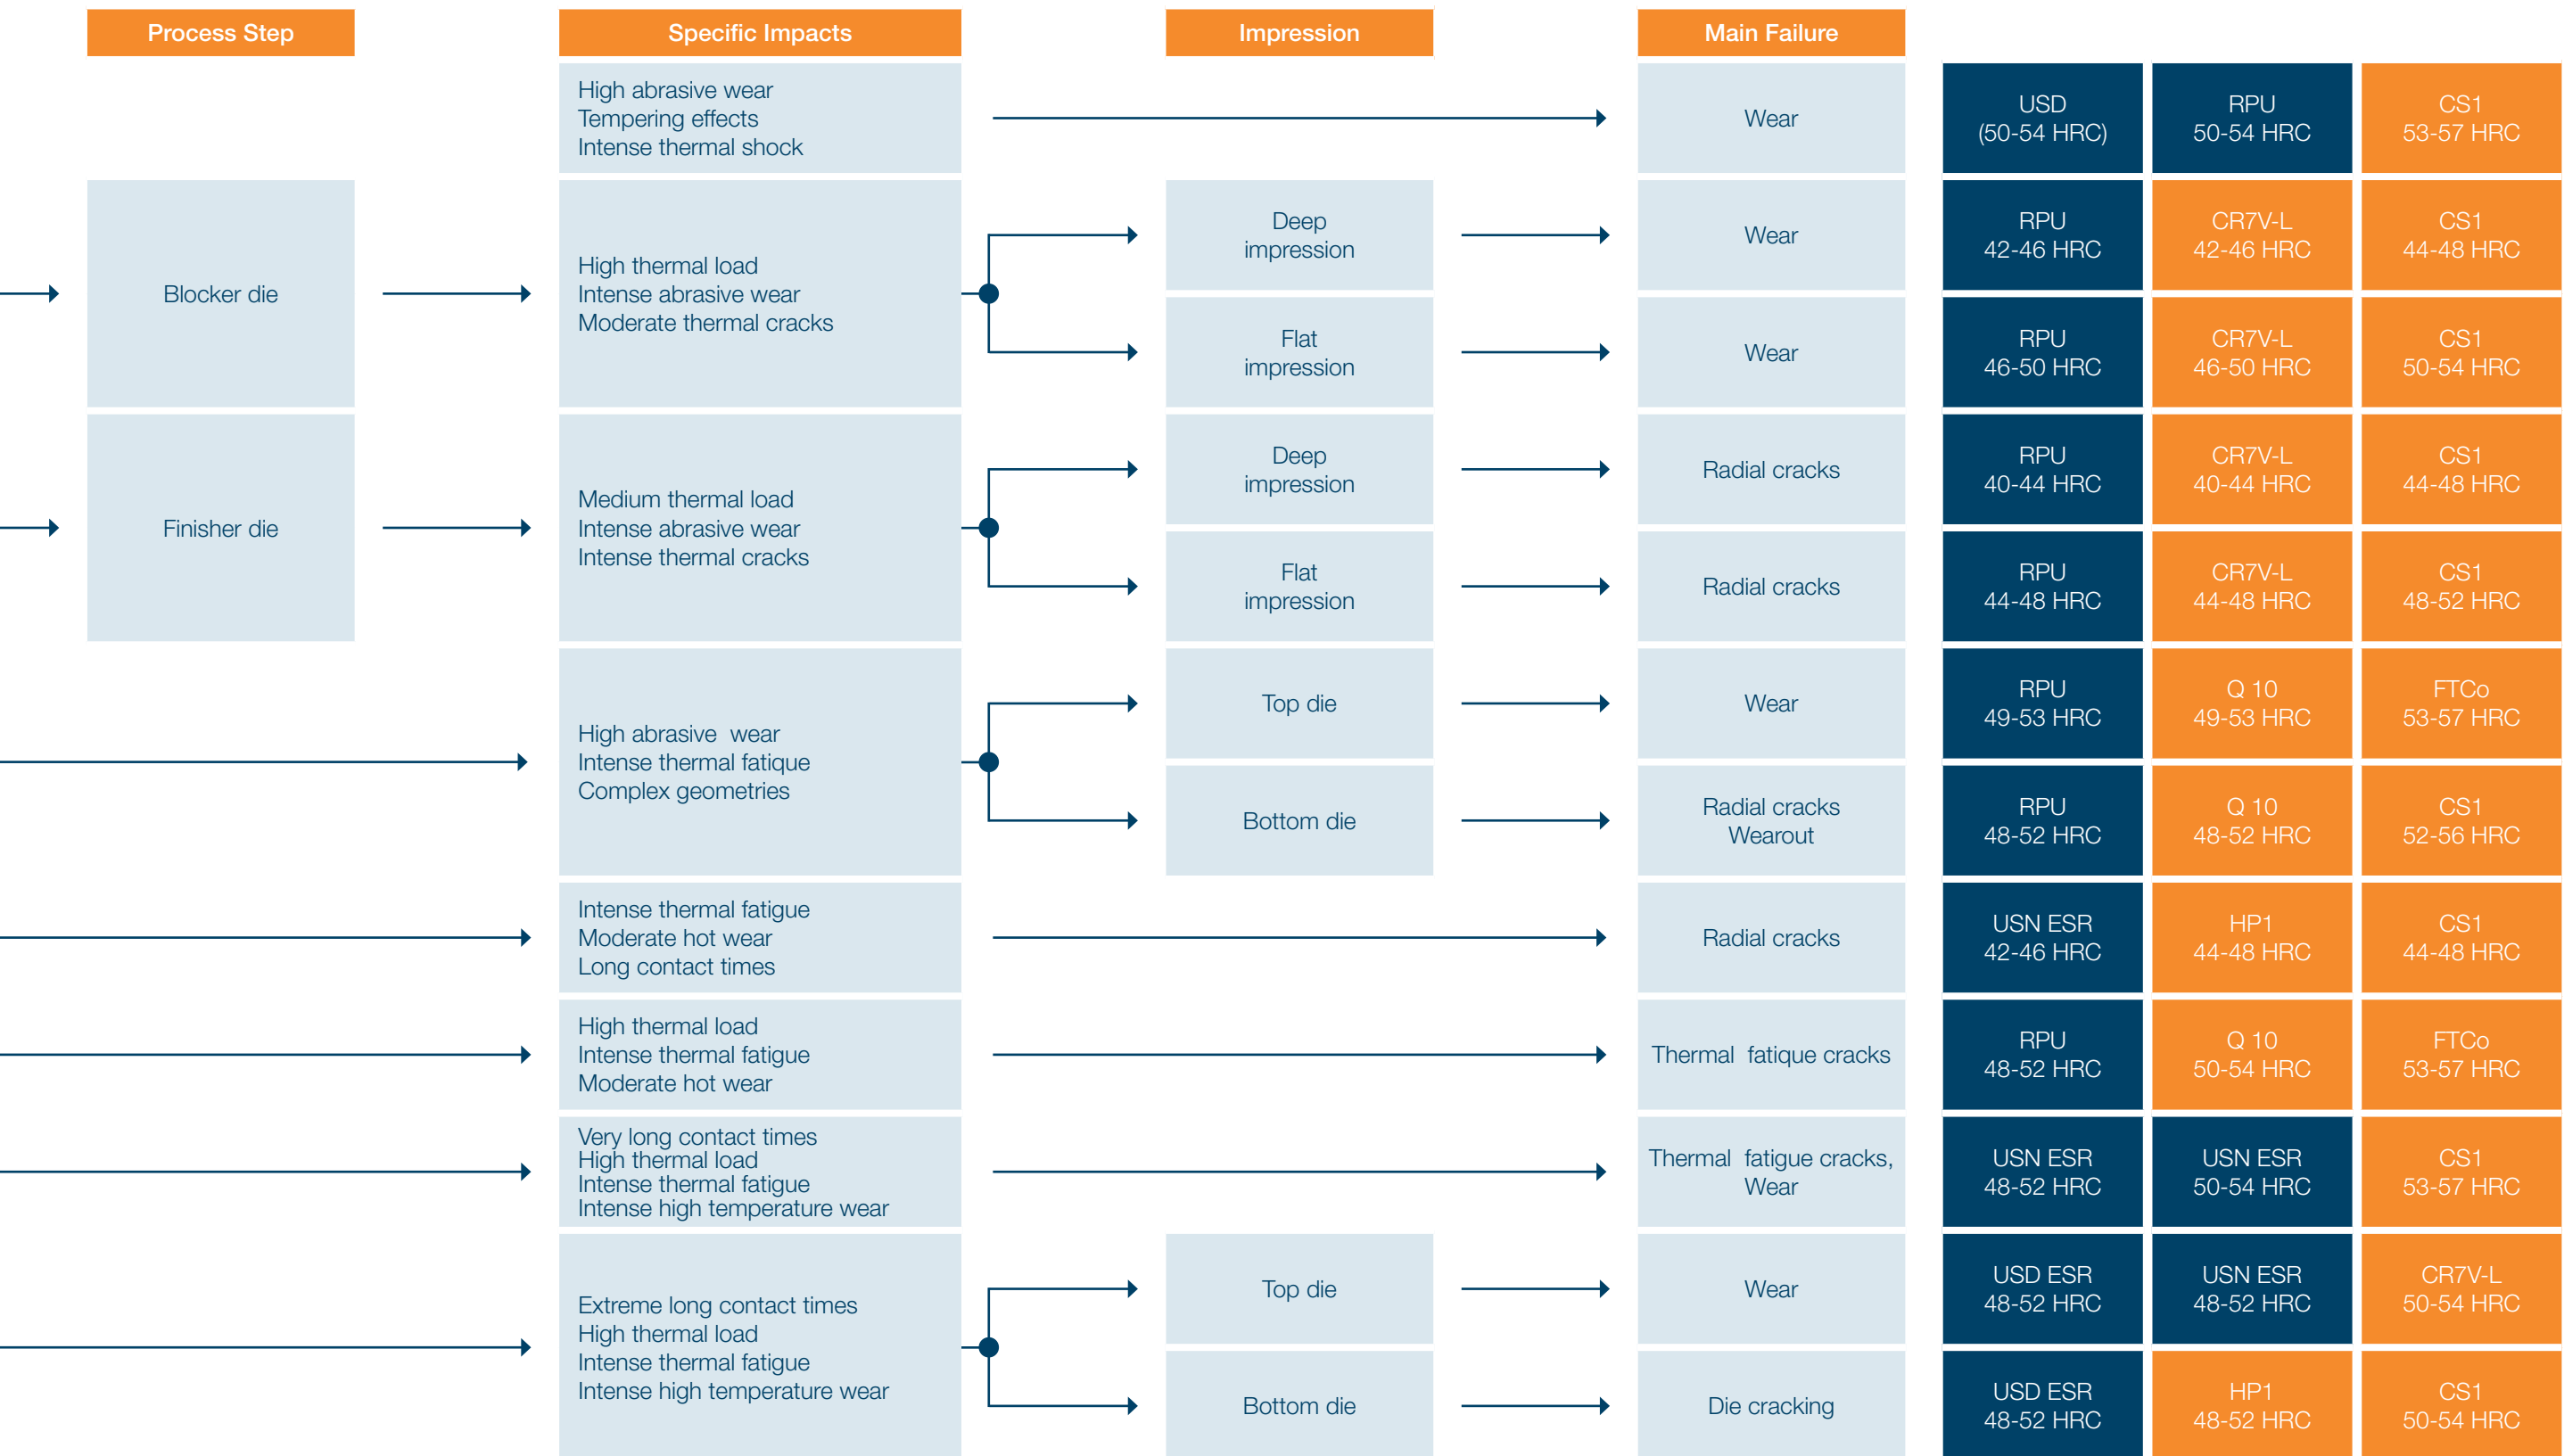 Process Step
Specific Impacts
Impression
Main Failure
High abrasive wear
Tempering effects
Intense thermal shock
Wear
USD
(50-54 HRC)
RPU
50-54 HRC
CS1
53-57 HRC
Blocker die
High thermal load
Intense abrasive wear
Moderate thermal cracks
Deep
impression
Wear
RPU
42-46 HRC
CR7V-L
42-46 HRC
CS1
44-48 HRC
Flat
impression
Wear
RPU
46-50 HRC
CR7V-L
46-50 HRC
CS1
50-54 HRC
Finisher die
Medium thermal load
Intense abrasive wear
Intense thermal cracks
Deep
impression
Radial cracks
RPU
40-44 HRC
CR7V-L
40-44 HRC
CS1
44-48 HRC
Flat
impression
Radial cracks
RPU
44-48 HRC
CR7V-L
44-48 HRC
CS1
48-52 HRC
High abrasive wear
Intense thermal fatique
Complex geometries
Top die
Wear
RPU
49-53 HRC
Q 10
49-53 HRC
FTCo
53-57 HRC
Bottom die
Radial cracks
Wearout
RPU
48-52 HRC
Q 10
48-52 HRC
CS1
52-56 HRC
Intense thermal fatigue
Moderate hot wear
Long contact times
Radial cracks
USN ESR
42-46 HRC
HP1
44-48 HRC
CS1
44-48 HRC
High thermal load
Intense thermal fatigue
Moderate hot wear
Thermal fatique cracks
RPU
48-52 HRC
Q 10
50-54 HRC
FTCo
53-57 HRC
Very long contact times
High thermal load
Intense thermal fatigue
Intense high temperature wear
Thermal fatigue cracks,
Wear
USN ESR
48-52 HRC
USN ESR
50-54 HRC
CS1
53-57 HRC
Extreme long contact times
High thermal load
Intense thermal fatigue
Intense high temperature wear
Top die
Wear
USD ESR
48-52 HRC
USN ESR
48-52 HRC
CR7V-L
50-54 HRC
Bottom die
Die cracking
USD ESR
48-52 HRC
HP1
48-52 HRC
CS1
50-54 HRC